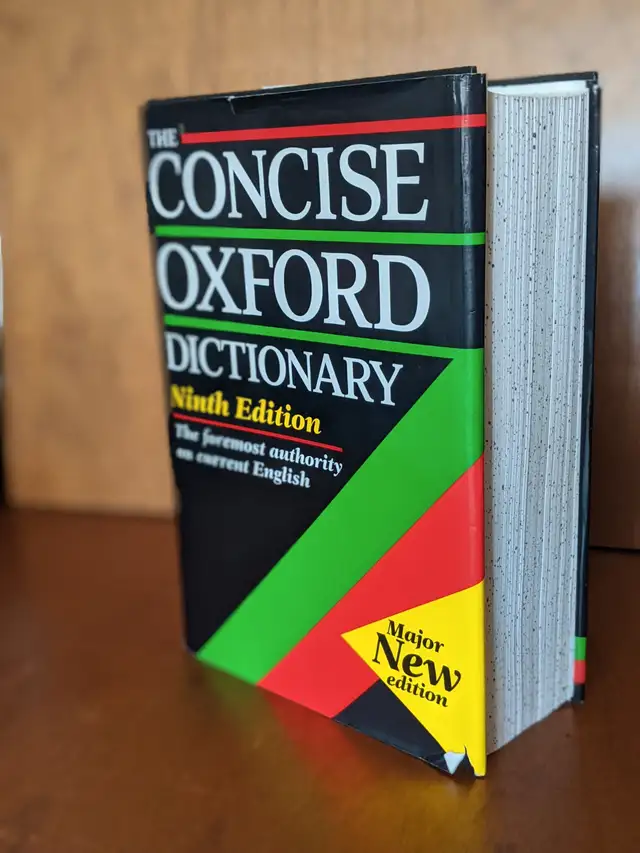 THE
CONCISE
OXFORD
DICTIONARY
Ninth Edition
The foremost authority
on current English
Major
New
edition